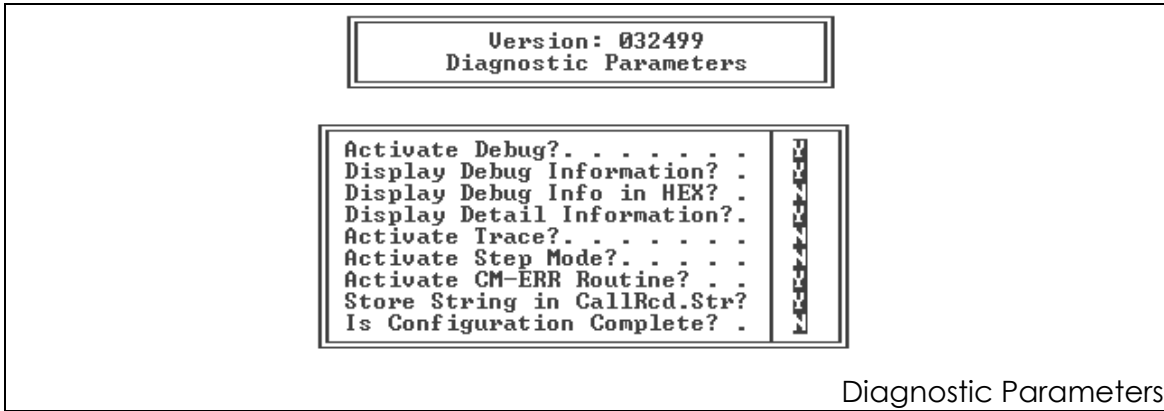 Version: 032499
Diagnostic Parameters
Activate Debug?. . . . . . . Y
Display Debug Information? . Y
Display Debug Info in HEX? . N
Display Detail Information?. Y
Activate Trace?. . . . . . . N
Activate Step Mode?. . . . . N
Activate CM-ERR Routine? . . Y
Store String in CallRcd.Str? Y
Is Configuration Complete? . N
Diagnostic Parameters